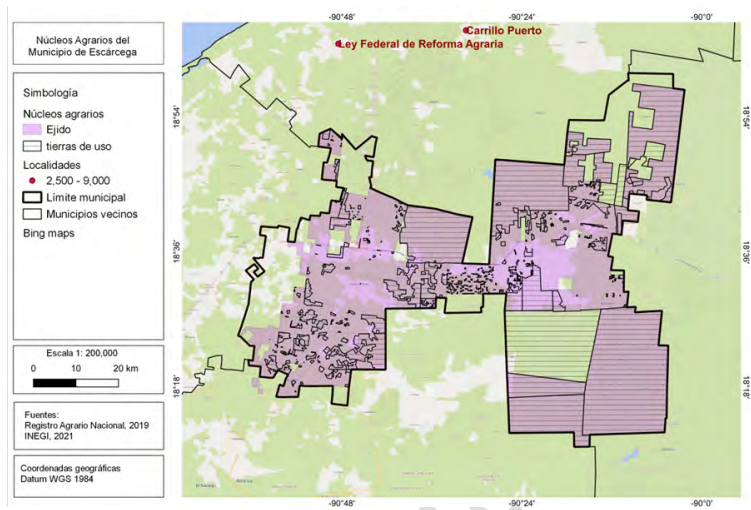 Núcleos Agrarios del
Municipio de Escárcega
Simbología
Núcleos agrarios
Ejido
tierras de uso
Localidades
2,500 - 9,000
Límite municipal
Municipios vecinos
Bing maps
Escala 1: 200,000
0 10 20 km
Fuentes:
Registro Agrario Nacional, 2019
INEGI, 2021
Coordenadas geográficas
Datum WGS 1984
-90°48'
-90°24'
-90°0'
Carrillo Puerto
Ley Federal de Reforma Agraria
18°54'
18°54'
18°36'
18°36'
18°18'
18°18'
-90°48'
-90°24'
-90°0'